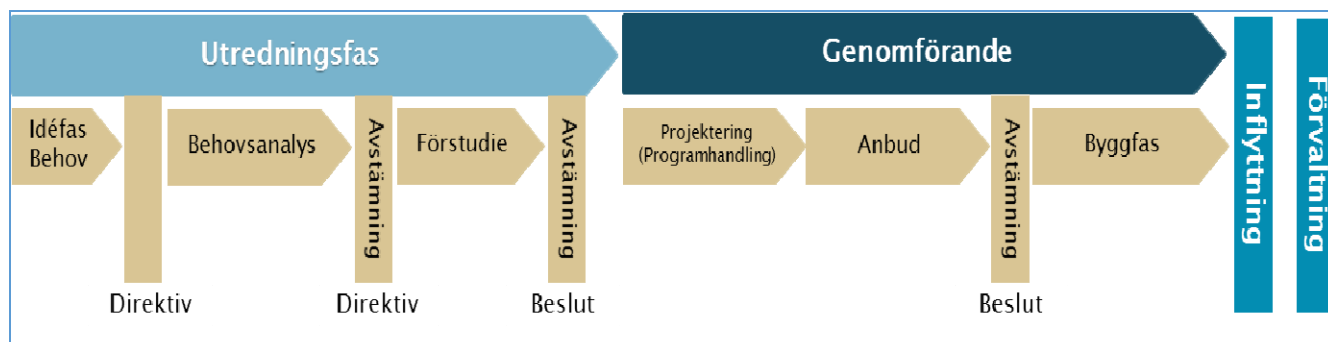 Utredningsfas
Genomförande
Idéfas
Behov
Behovsanalys
Avstämning
Förstudie
Avstämning
Projektering
(Programhandling)
Anbud
Avstämning
Byggfas
Inflyttning
Förvaltning
Direktiv
Direktiv
Beslut
Beslut